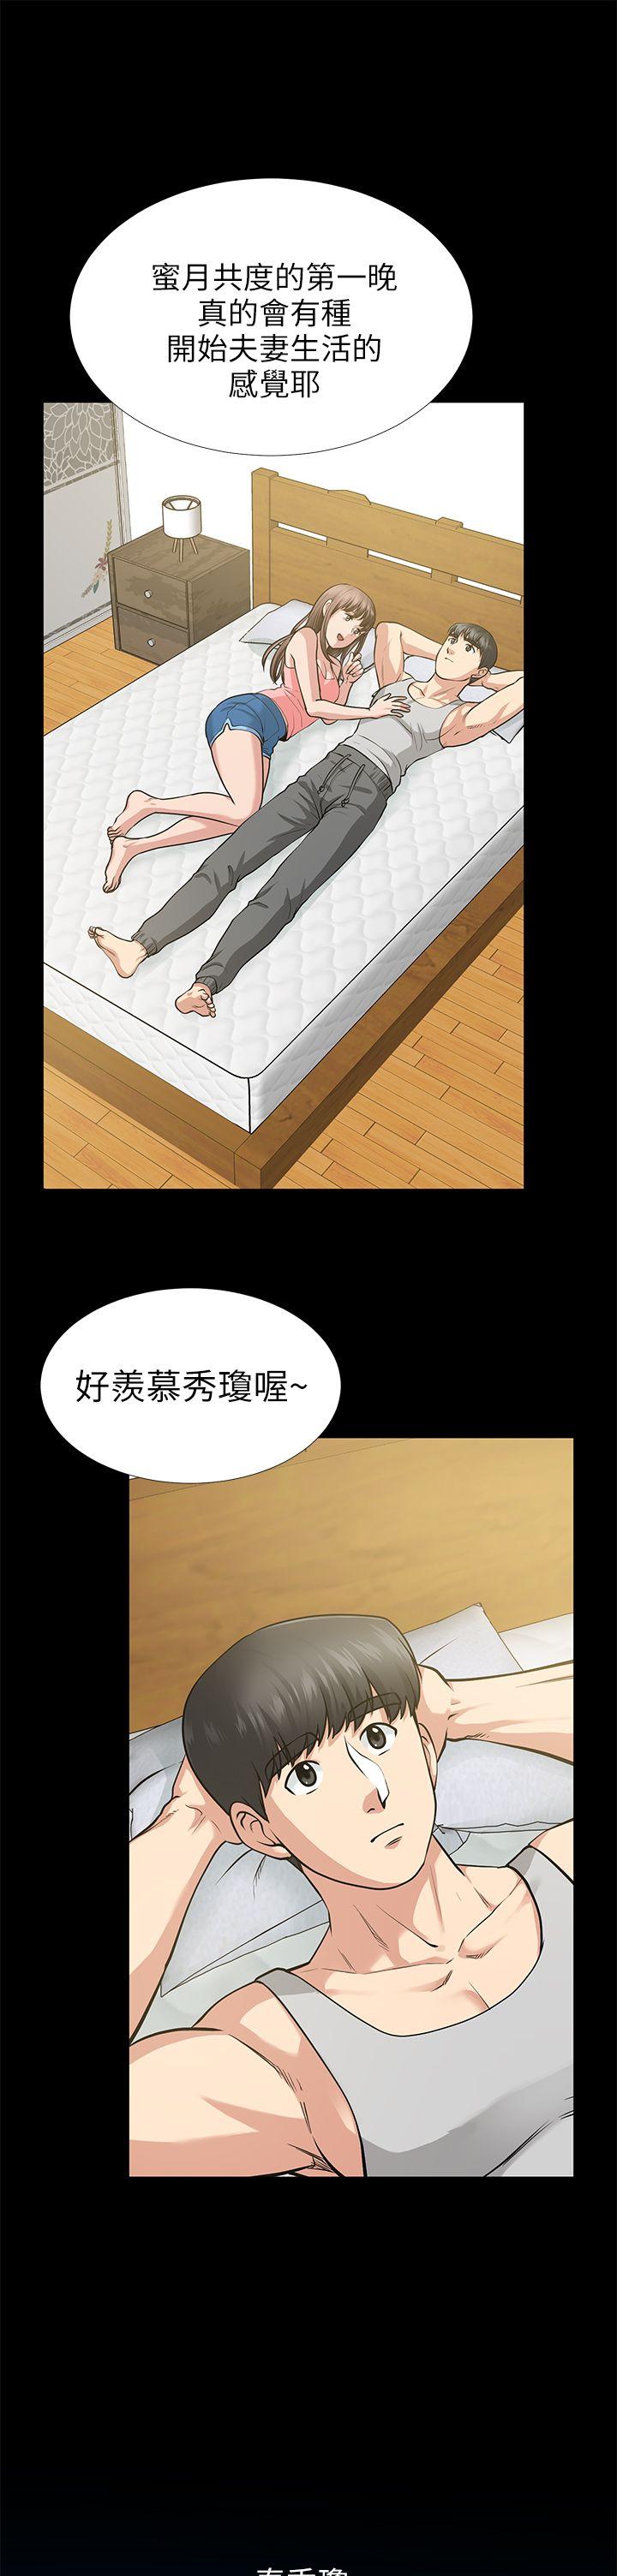 蜜月共度的第一晚
真的會有種
開始夫妻生活的
感覺耶
好羨慕秀瓊喔~